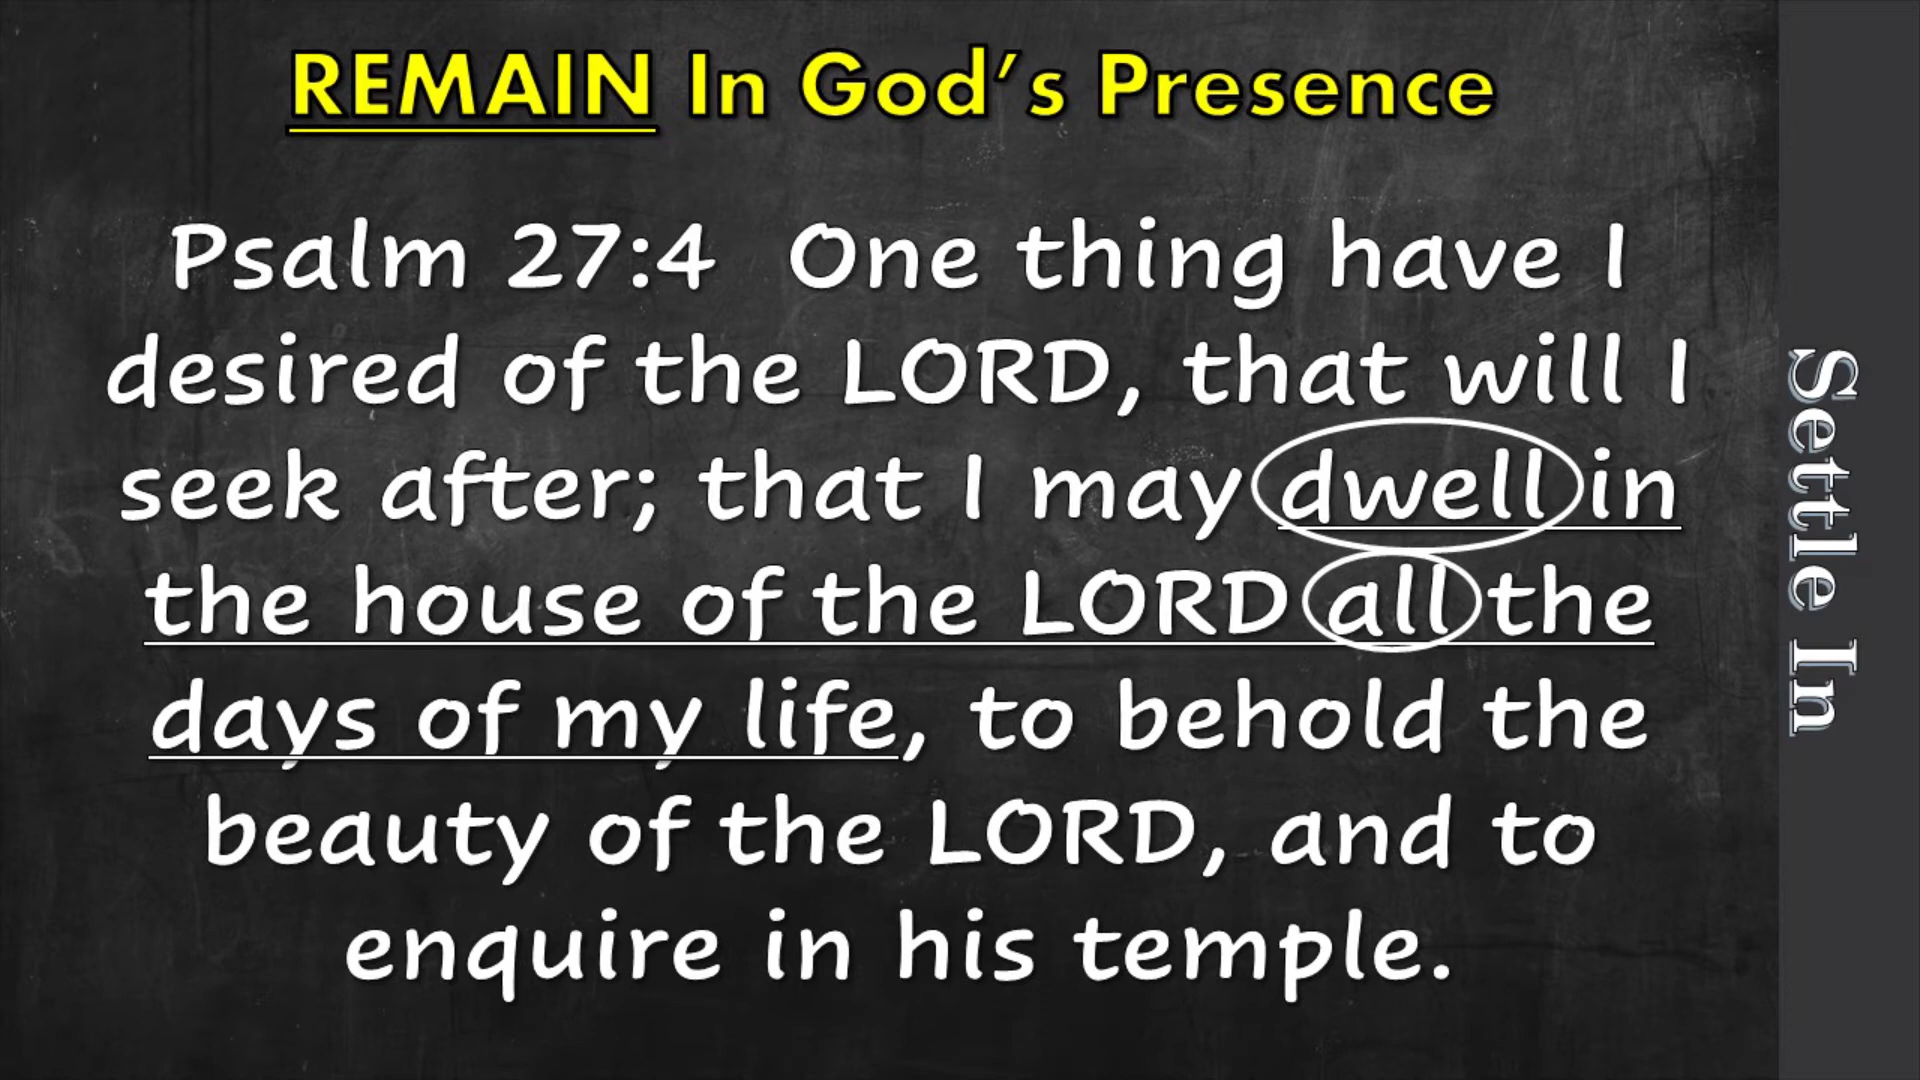 REMAIN In God's Presence
Psalm 27:4 One thing have I
desired of the LORD, that will I
seek after; that I may dwell in
the house of the LORD all the
days of my life, to behold the
beauty of the LORD, and to
enquire in his temple.
Settle In